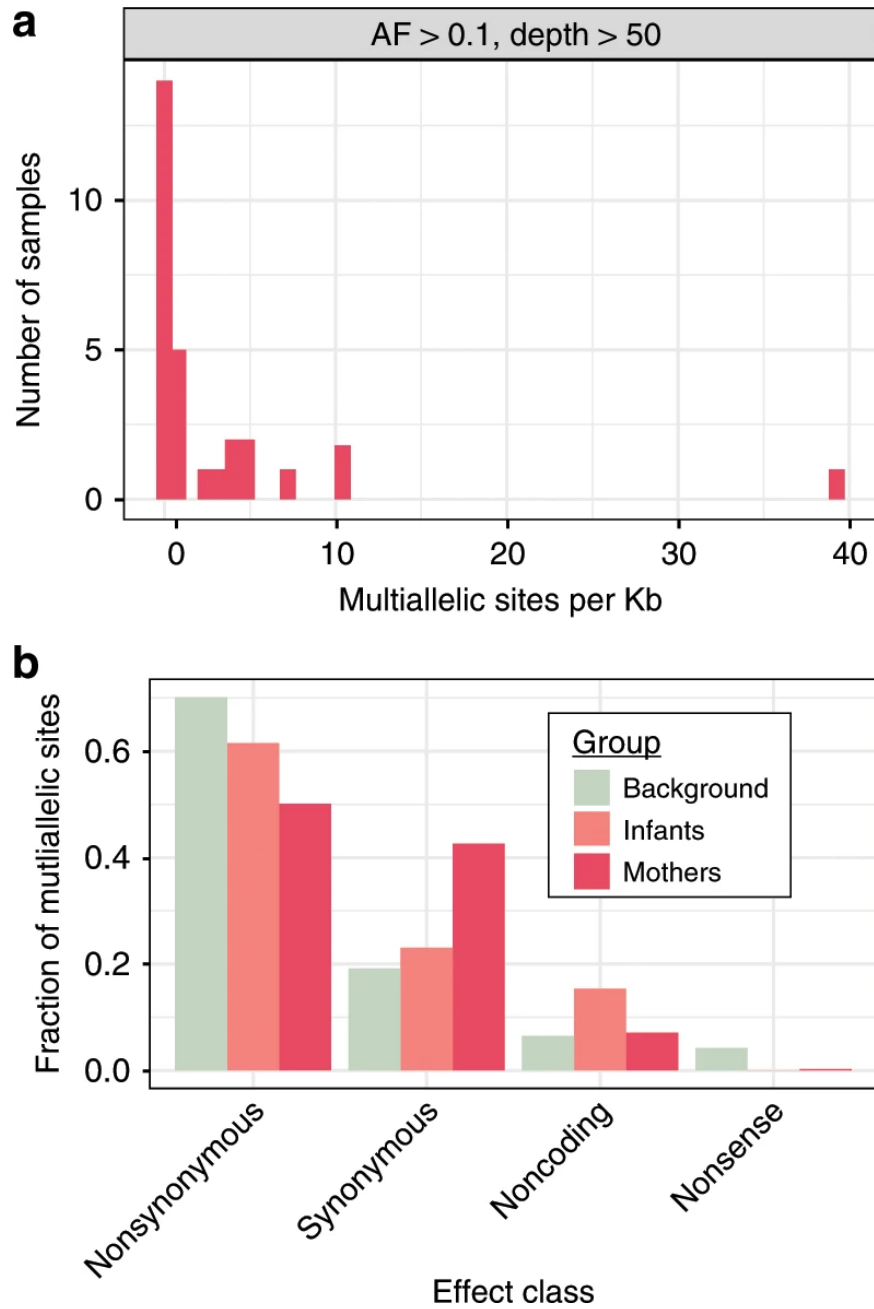 a
AF > 0.1, depth > 50
Number of samples
10
5
0
0 10 20 30 40
Multiallelic sites per Kb
b
Fraction of mutliallelic sites
0.6
0.4
0.2
0.0
Group
Background
Infants
Mothers
Nonsynonymous
Synonymous
Noncoding
Nonsense
Effect class